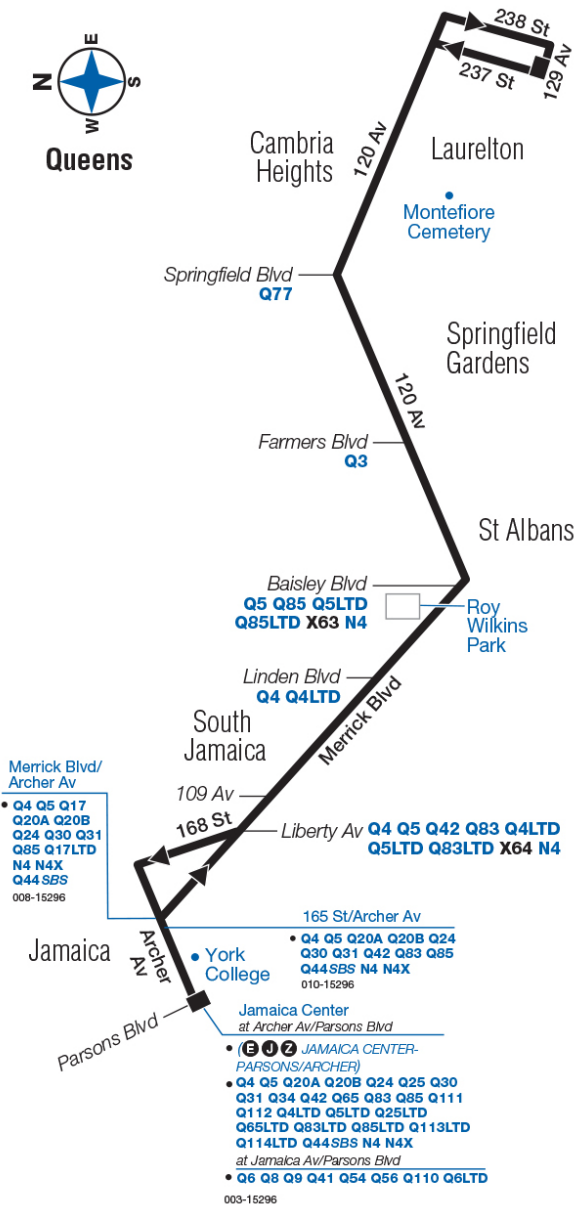 238 St
237 St
129 Av
E
N
S
W
Queens
Cambria
Heights
120 Av
Laurelton
Montefiore
Cemetery
Springfield Blvd
Q77
Springfield
Gardens
120 Av
Farmers Blvd
Q3
St Albans
Baisley Blvd
Q5 Q85 Q5LTD
Q85LTD X63 N4
Roy
Wilkins
Park
Linden Blvd
Q4 Q4LTD
Merrick Blvd
South
Jamaica
109 Av
168 St
Liberty Av Q4 Q5 Q42 Q83 Q4LTD
Q5LTD Q83LTD X64 N4
Merrick Blvd/
Archer Av
• Q4 Q5 Q17
Q20A Q20B
Q24 Q30 Q31
Q85 Q17LTD
N4 N4X
Q44SBS
008-15296
165 St/Archer Av
• Q4 Q5 Q20A Q20B Q24
Q30 Q31 Q42 Q83 Q85
Q44SBS N4 N4X
010-15296
Jamaica
Archer
Av
York
College
Parsons Blvd
Jamaica Center
at Archer Av/Parsons Blvd
• (E J Z JAMAICA CENTER-
PARSONS/ARCHER)
• Q4 Q5 Q20A Q20B Q24 Q25 Q30
Q31 Q34 Q42 Q65 Q83 Q85 Q111
Q112 Q4LTD Q5LTD Q25LTD
Q65LTD Q83LTD Q85LTD Q113LTD
Q114LTD Q44SBS N4 N4X
at Jamaica Av/Parsons Blvd
• Q6 Q8 Q9 Q41 Q54 Q56 Q110 Q6LTD
003-15296